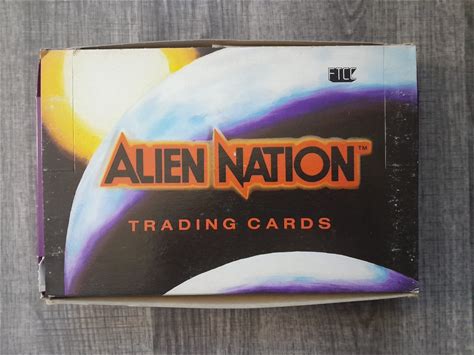 FTCC
ALIEN NATION™
TRADING CARDS